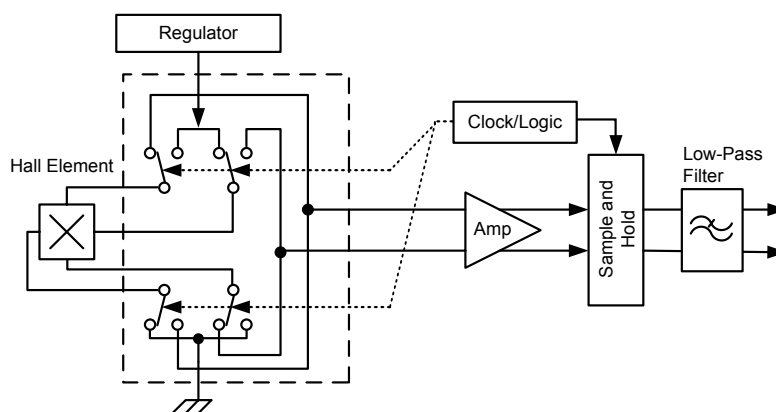 Regulator
Clock/Logic
Hall Element
Low-Pass
Filter
Amp
Sample and
Hold